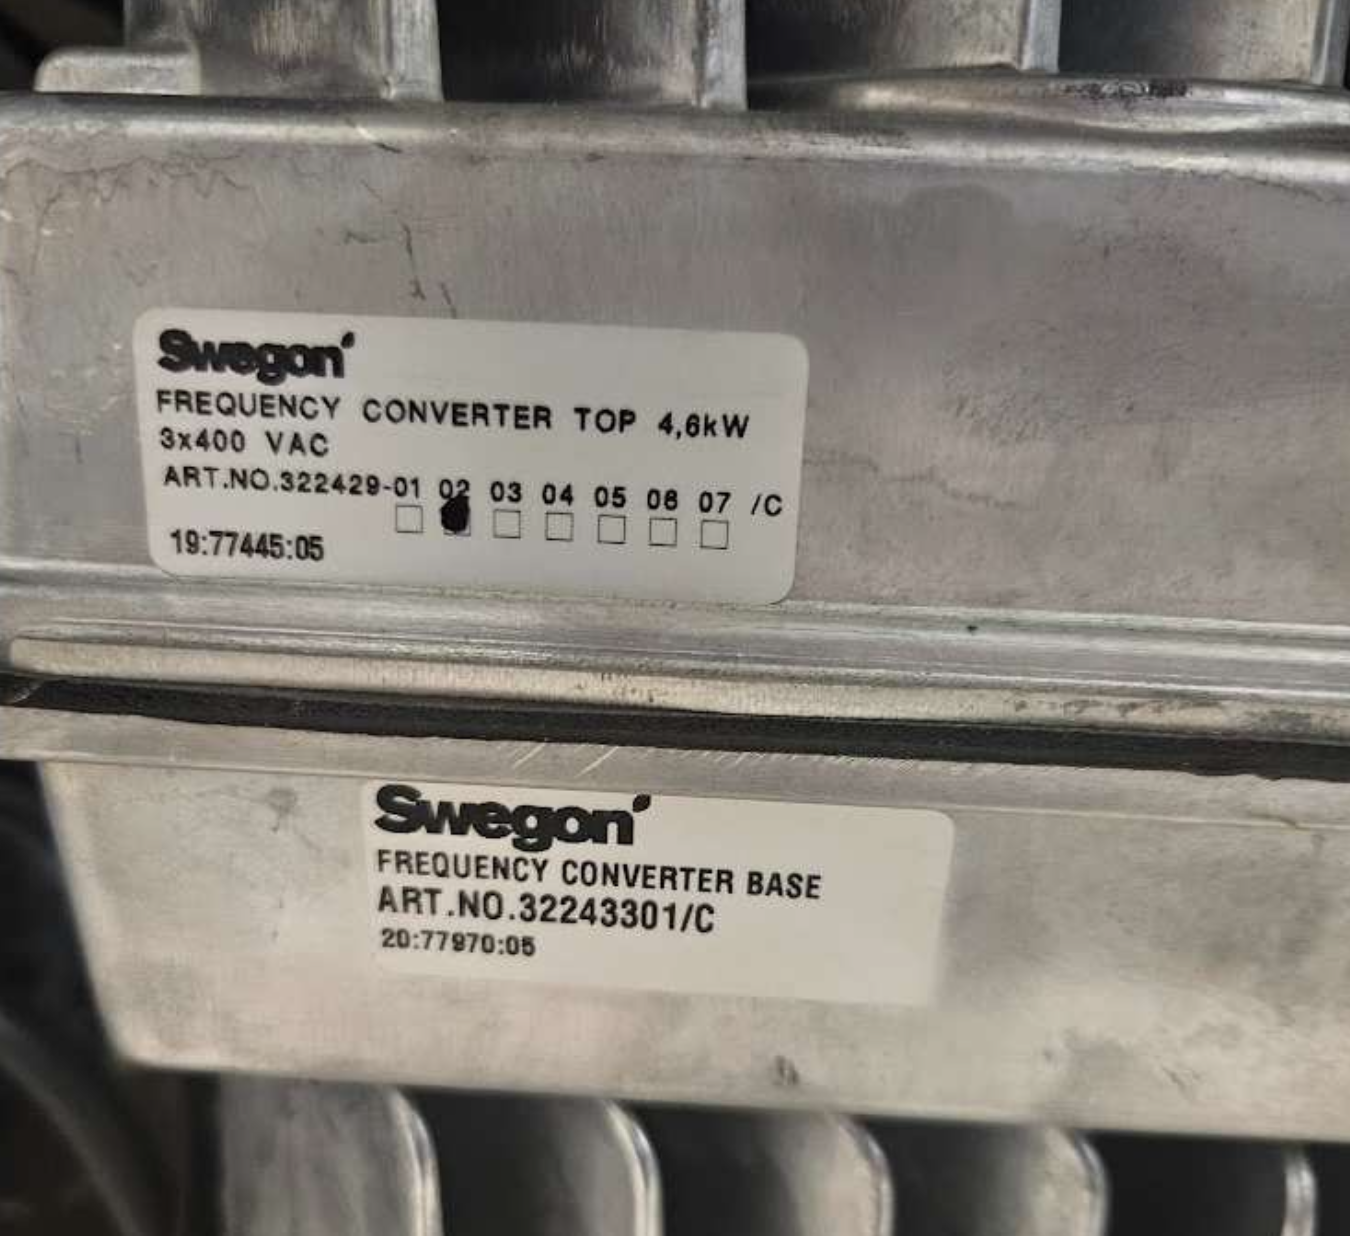 Swegon
FREQUENCY CONVERTER TOP 4,6kW
3x400 VAC
ART.NO.322429-01 02 03 04 05 06 07 /C
19:77445:05
Swegon
FREQUENCY CONVERTER BASE
ART.NO.32243301/C
20:77970:05